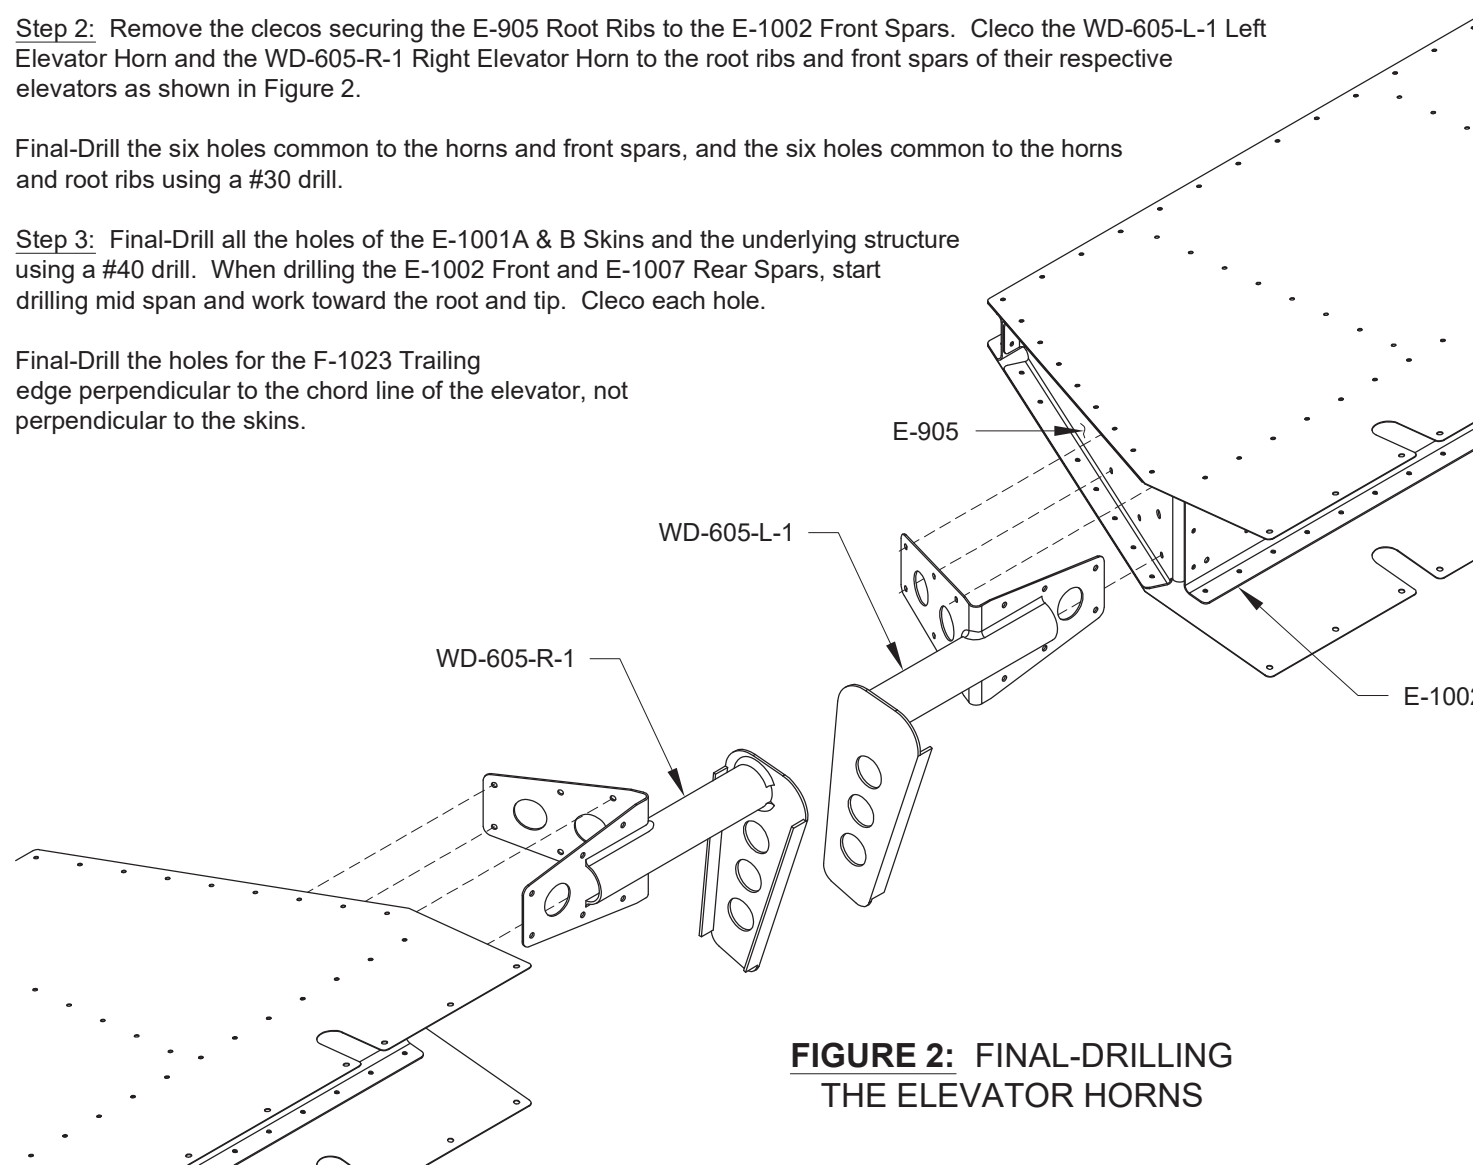 Step 2: Remove the clecos securing the E-905 Root Ribs to the E-1002 Front Spars. Cleco the WD-605-L-1 Left
Elevator Horn and the WD-605-R-1 Right Elevator Horn to the root ribs and front spars of their respective
elevators as shown in Figure 2.
Final-Drill the six holes common to the horns and front spars, and the six holes common to the horns
and root ribs using a #30 drill.
Step 3: Final-Drill all the holes of the E-1001A & B Skins and the underlying structure
using a #40 drill. When drilling the E-1002 Front and E-1007 Rear Spars, start
drilling mid span and work toward the root and tip. Cleco each hole.
Final-Drill the holes for the F-1023 Trailing
edge perpendicular to the chord line of the elevator, not
perpendicular to the skins.
E-905
WD-605-L-1
WD-605-R-1
E-1002
FIGURE 2: FINAL-DRILLING
THE ELEVATOR HORNS